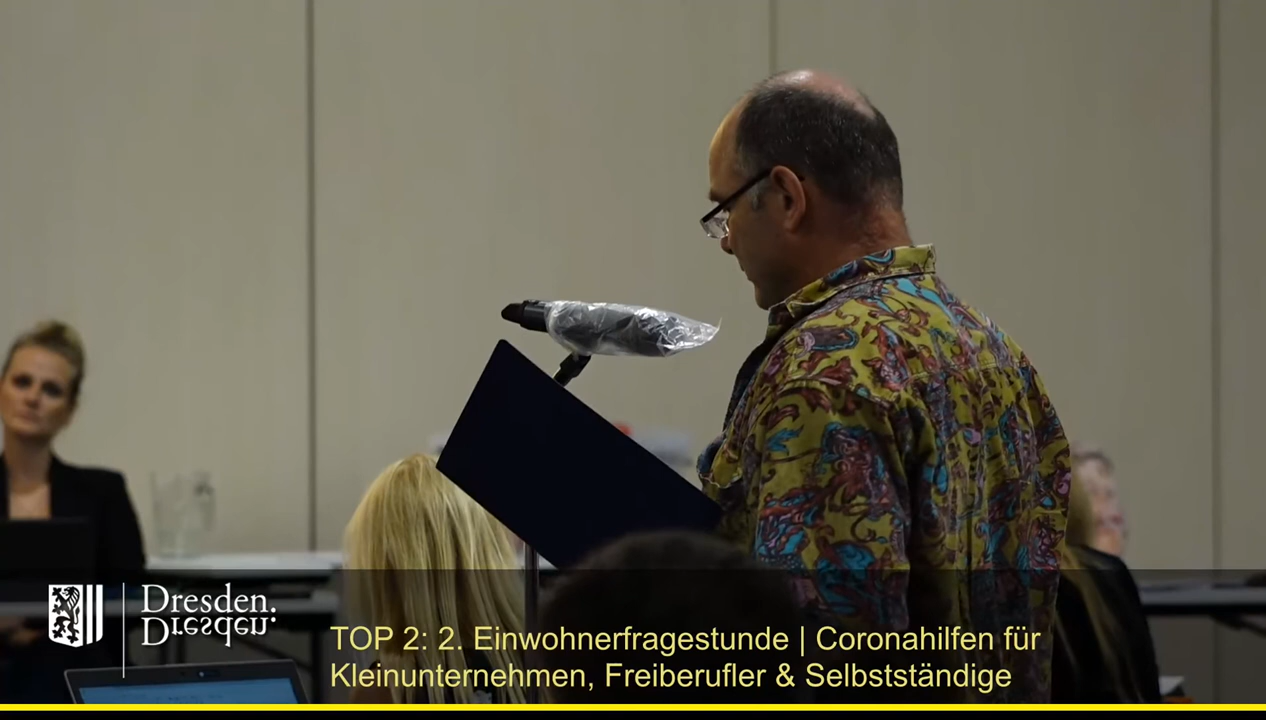 Dresden.
Dresden.
TOP 2: 2. Einwohnerfragestunde | Coronahilfen für
Kleinunternehmen, Freiberufler & Selbstständige